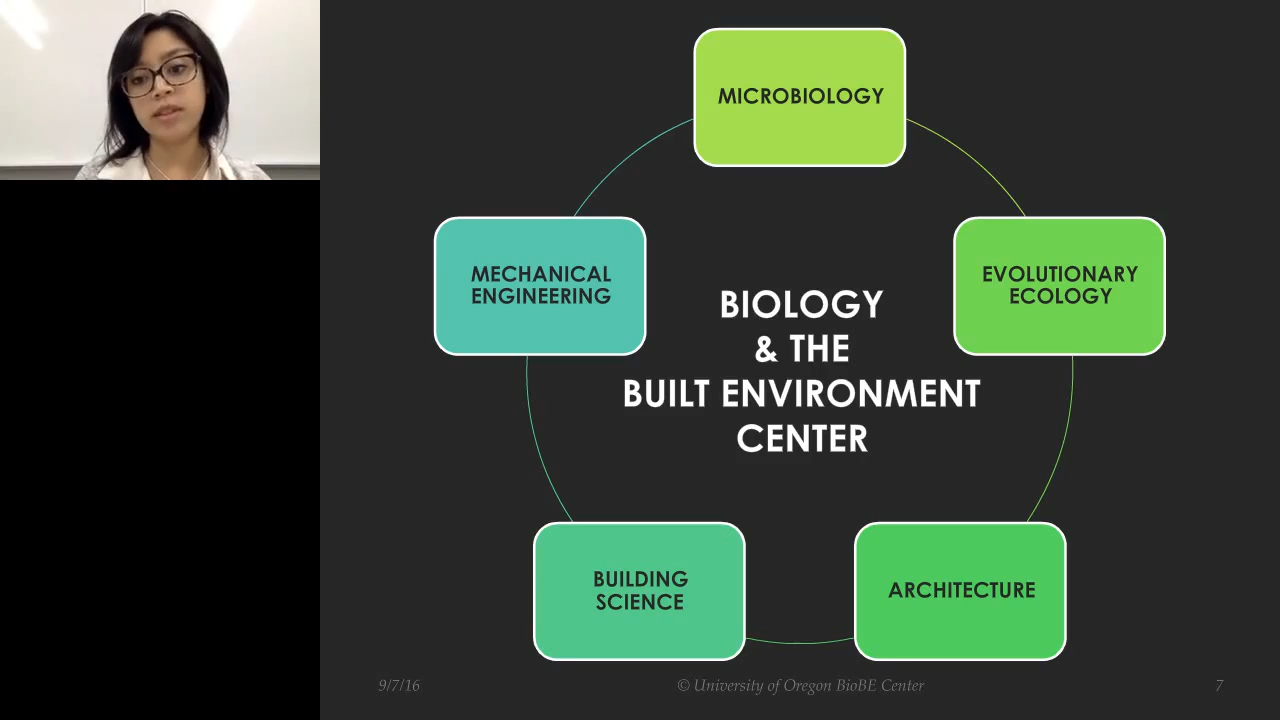 MICROBIOLOGY
MECHANICAL
ENGINEERING
EVOLUTIONARY
ECOLOGY
BIOLOGY
& THE
BUILT ENVIRONMENT
CENTER
BUILDING
SCIENCE
ARCHITECTURE
9/7/16
© University of Oregon BioBE Center
7